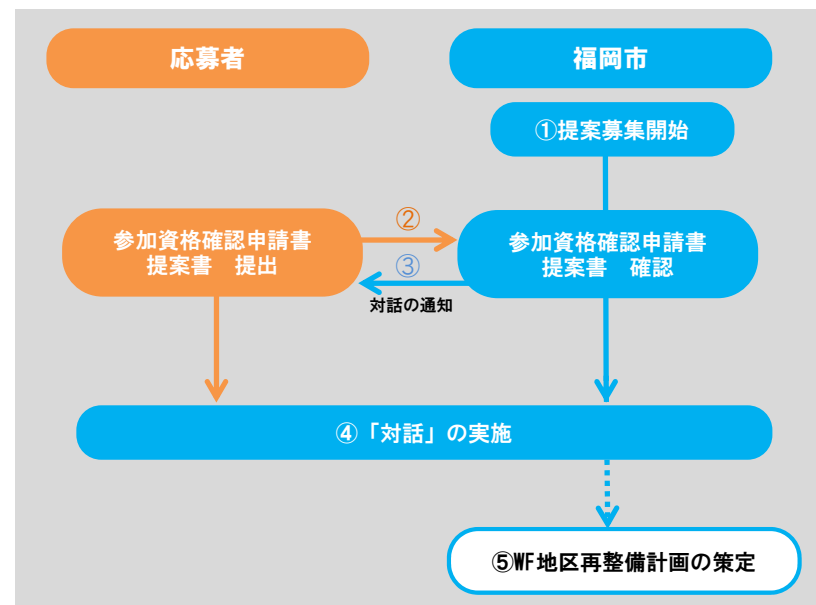 応募者
福岡市
①提案募集開始
参加資格確認申請書
提案書　提出
②
③
対話の通知
参加資格確認申請書
提案書　確認
④「対話」の実施
⑤WF地区再整備計画の策定